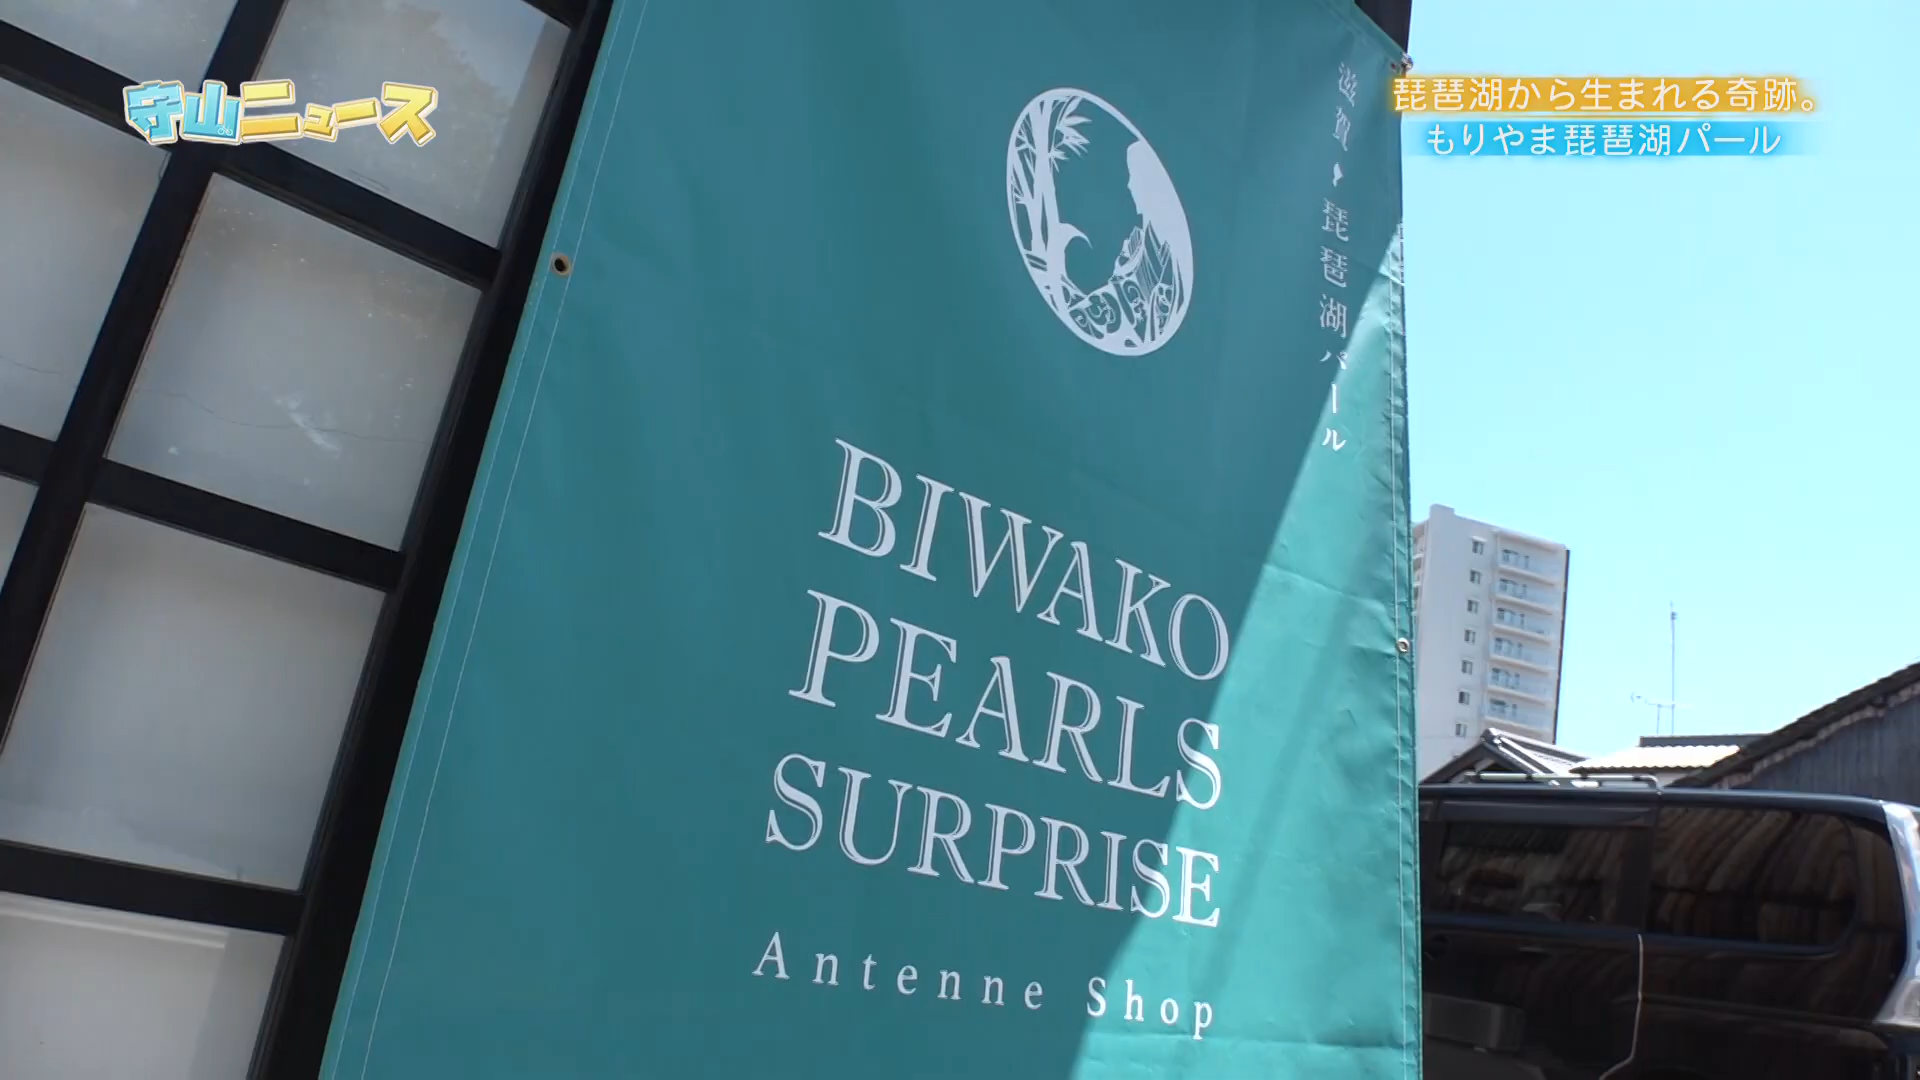 守山ニュース
琵琶湖から生まれる奇跡。
もりやま琵琶湖パール
滋賀・琵琶湖パール
BIWAKO
PEARLS
SURPRISE
Antenne Shop